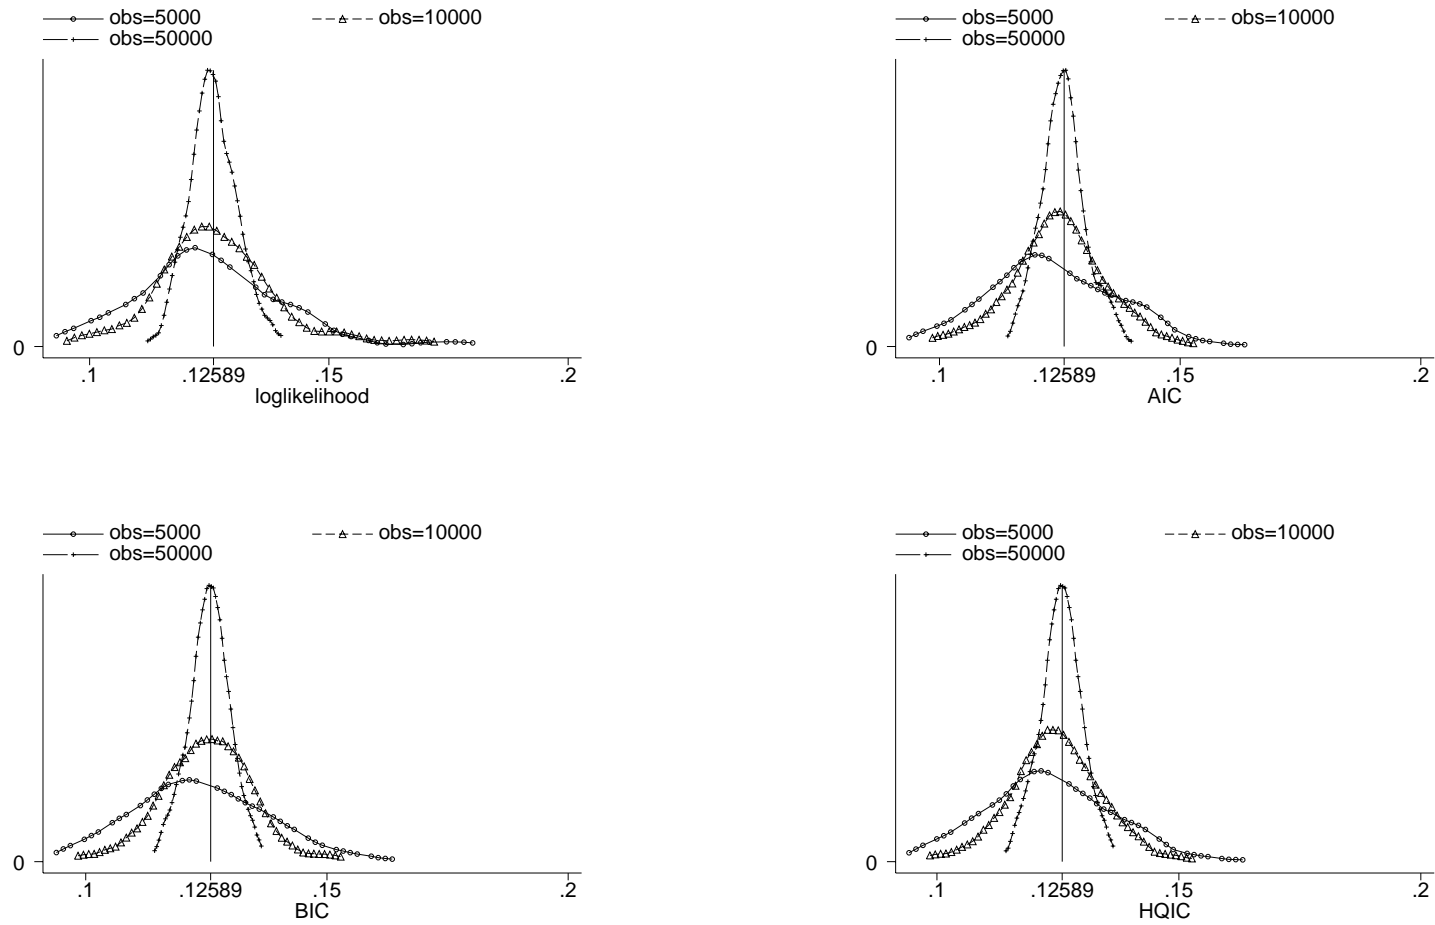 obs=5000 obs=10000
obs=50000
0
.1 .12589 .15 .2
loglikelihood
obs=5000 obs=10000
obs=50000
0
.1 .12589 .15 .2
AIC
obs=5000 obs=10000
obs=50000
0
.1 .12589 .15 .2
BIC
obs=5000 obs=10000
obs=50000
0
.1 .12589 .15 .2
HQIC